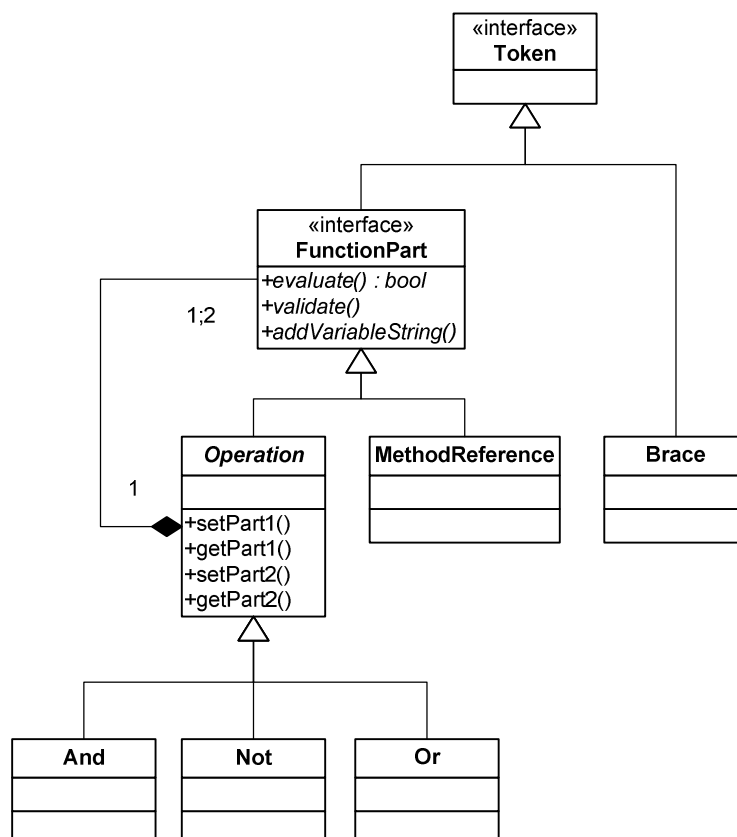 «interface»
Token
«interface»
FunctionPart
+evaluate() : bool
+validate()
+addVariableString()
1;2
1
Operation
+setPart1()
+getPart1()
+setPart2()
+getPart2()
MethodReference
Brace
And
Not
Or